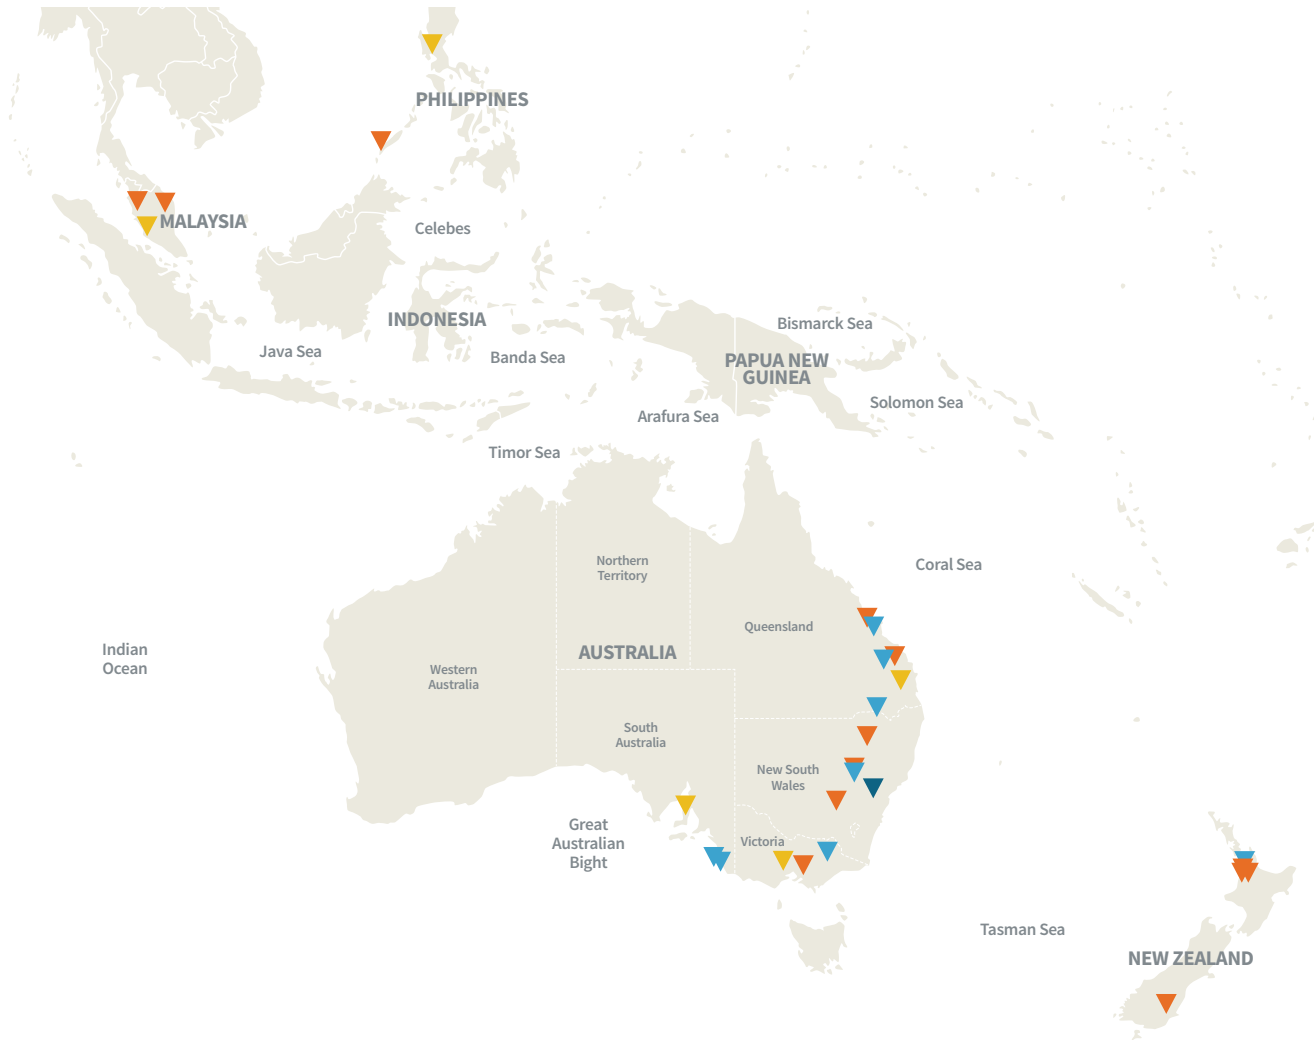 PHILIPPINES
MALAYSIA
Celebes
INDONESIA
Bismarck Sea
Java Sea
Banda Sea
PAPUA NEW
GUINEA
Solomon Sea
Arafura Sea
Timor Sea
Northern
Territory
Coral Sea
Queensland
Indian
Ocean
AUSTRALIA
Western
Australia
South
Australia
New South
Wales
Great
Australian
Bight
Victoria
Tasman Sea
NEW ZEALAND